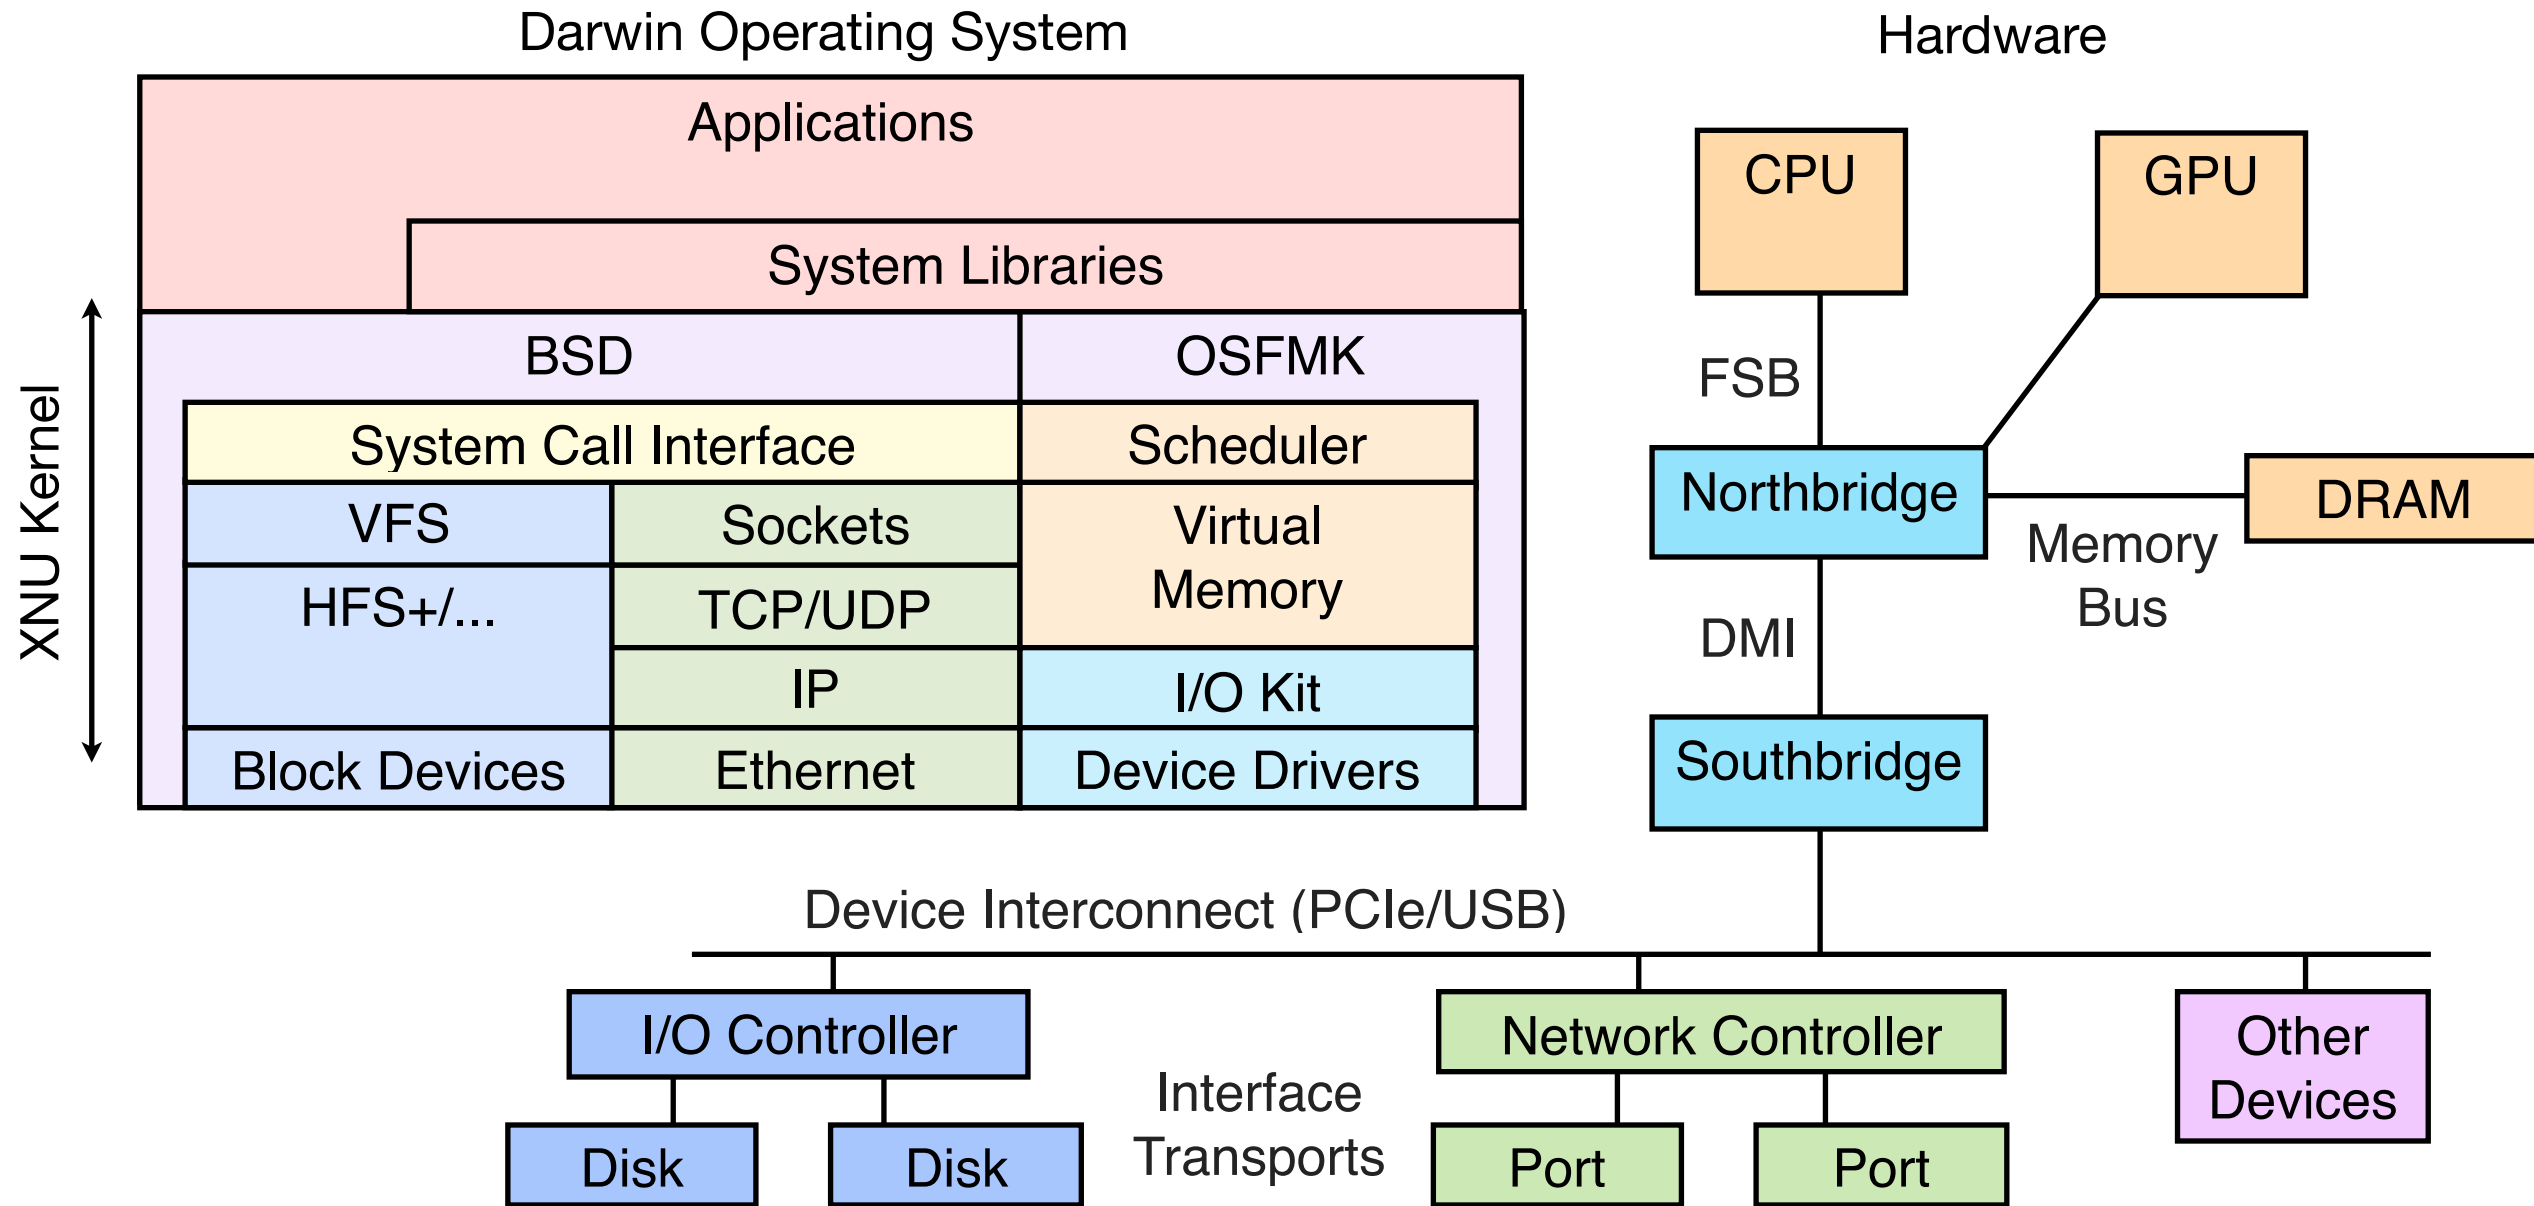 Darwin Operating System
Hardware
Applications
System Libraries
XNU Kernel
BSD
OSFMK
System Call Interface
Scheduler
VFS
Sockets
Virtual
Memory
HFS+/...
TCP/UDP
IP
I/O Kit
Block Devices
Ethernet
Device Drivers
CPU
GPU
FSB
Northbridge
DRAM
Memory
Bus
DMI
Southbridge
Device Interconnect (PCIe/USB)
I/O Controller
Network Controller
Other
Devices
Interface
Transports
Disk
Disk
Port
Port